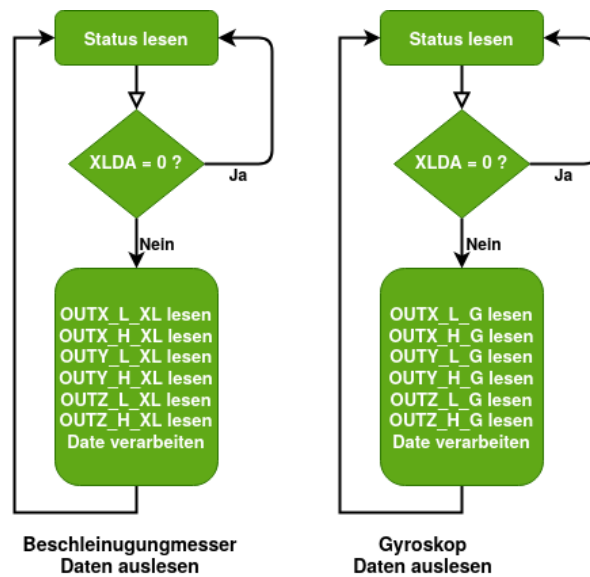 Status lesen
XLDA = 0 ?
Ja
Nein
OUTX_L_XL lesen
OUTX_H_XL lesen
OUTY_L_XL lesen
OUTY_H_XL lesen
OUTZ_L_XL lesen
OUTZ_H_XL lesen
Date verarbeiten
Beschleinugungmesser
Daten auslesen
Status lesen
XLDA = 0 ?
Ja
Nein
OUTX_L_G lesen
OUTX_H_G lesen
OUTY_L_G lesen
OUTY_H_G lesen
OUTZ_L_G lesen
OUTZ_H_G lesen
Date verarbeiten
Gyroskop
Daten auslesen